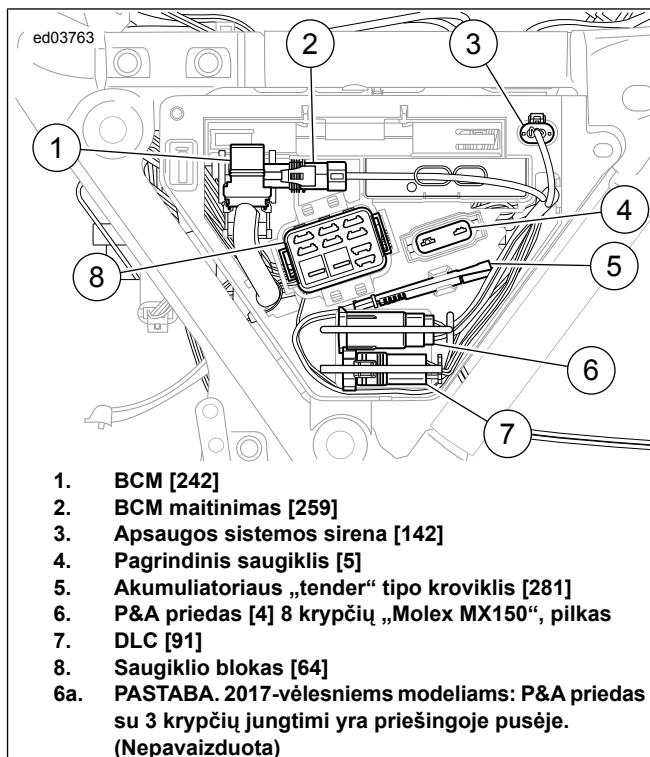 ed03763
2
3
1
4
8
5
6
7
1. BCM [242]
2. BCM maitinimas [259]
3. Apsaugos sistemos sirena [142]
4. Pagrindinis saugiklis [5]
5. Akumuliatoriaus „tender“ tipo kroviklis [281]
6. P&A priedas [4] 8 krypčių „Molex MX150“, pilkas
7. DLC [91]
8. Saugiklio blokas [64]
6a. PASTABA. 2017-vėlesniems modeliams: P&A priedas
su 3 krypčių jungtimi yra priešingoje pusėje.
(Nepavaizduota)